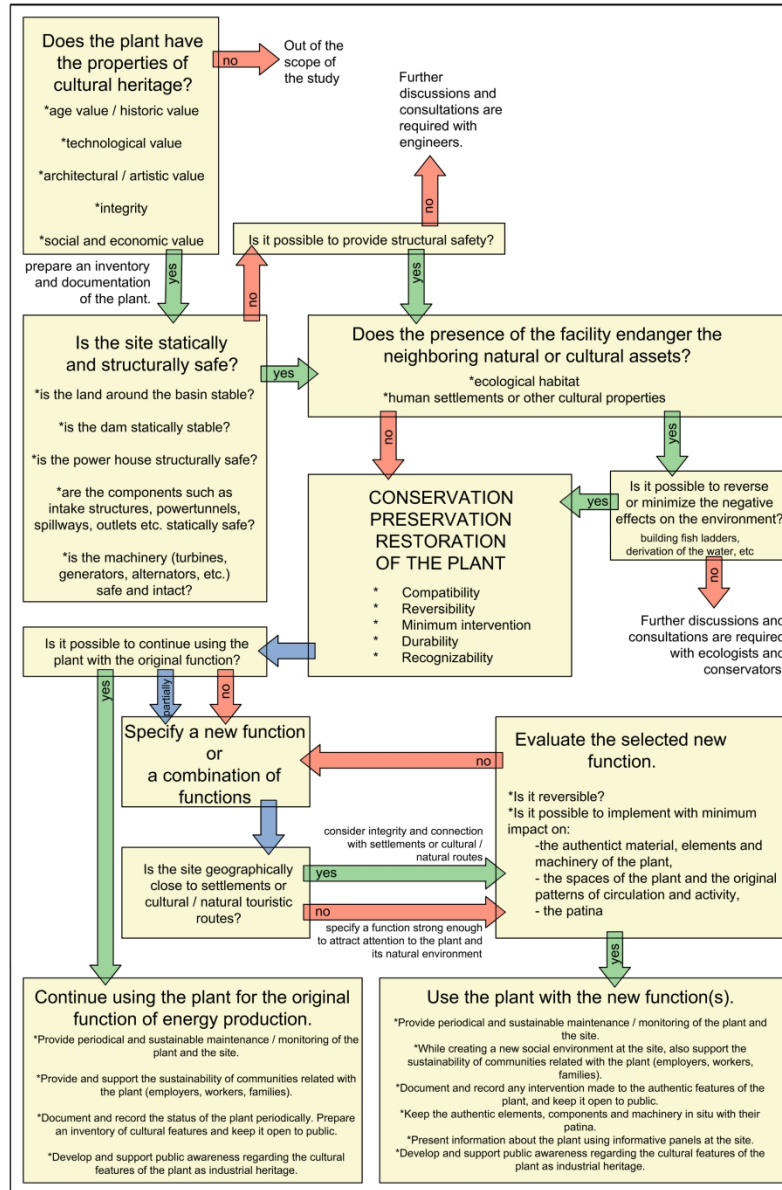 Does the plant have
the properties of
cultural heritage?
*age value / historic value
*technological value
*architectural / artistic value
*integrity
*social and economic value
no
Out of the
scope of
the study
Further
discussions and
consultations are
required with
engineers.
no
Is it possible to provide structural safety?
yes
prepare an inventory
and documentation
of the plant.
no
yes
Is the site statically
and structurally safe?
*is the land around the basin stable?
*is the dam statically stable?
*is the power house structurally safe?
*are the components such as
intake structures, powertunnels,
spillways, outlets etc. statically safe?
*is the machinery (turbines,
generators, alternators, etc.)
safe and intact?
yes
Does the presence of the facility endanger the
neighboring natural or cultural assets?
*ecological habitat
*human settlements or other cultural properties
no
yes
CONSERVATION
PRESERVATION
RESTORATION
OF THE PLANT
* Compatibility
* Reversibility
* Minimum intervention
* Durability
* Recognizability
yes
Is it possible to reverse
or minimize the negative
effects on the environment?
building fish ladders,
derivation of the water, etc
no
Further discussions and
consultations are required
with ecologists and
conservators
Is it possible to continue using the
plant with the original function?
yes
partially
no
Specify a new function
or
a combination of
functions
no
Evaluate the selected new
function.
*Is it reversible?
*Is it possible to implement with minimum
impact on:
-the authentict material, elements and
machinery of the plant,
- the spaces of the plant and the original
patterns of circulation and activity,
- the patina
Is the site geographically
close to settlements or
cultural / natural touristic
routes?
consider integrity and connection
with settlements or cultural /
natural routes
yes
no
specify a function strong enough
to attract attention to the plant and
its natural environment
yes
Continue using the plant for the original
function of energy production.
*Provide periodical and sustainable maintenance / monitoring of the
plant and the site.
*Provide and support the sustainability of communities related with
the plant (employers, workers, families).
*Document and record the status of the plant periodically. Prepare
an inventory of cultural features and keep it open to public.
*Develop and support public awareness regarding the cultural
features of the plant as industrial heritage.
Use the plant with the new function(s).
*Provide periodical and sustainable maintenance / monitoring of the plant and
the site.
*While creating a new social environment at the site, also support the
sustainability of communities related with the plant (employers, workers,
families).
*Document and record any intervention made to the authentic features of the
plant, and keep it open to public.
*Keep the authentic elements, components and machinery in situ with their
patina.
*Present information about the plant using informative panels at the site.
*Develop and support public awareness regarding the cultural features of the
plant as industrial heritage.